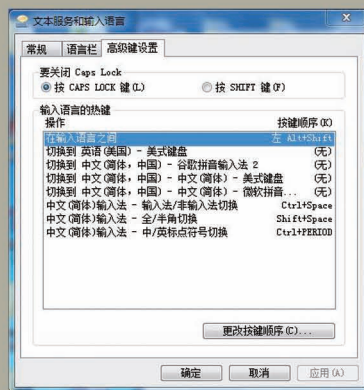 文本服务和输入语言
常规 语言栏 高级键设置
要关闭 Caps Lock
按 CAPS LOCK 键(L) 按 SHIFT 键(F)
输入语言的热键
操作 按键顺序(K)
在输入语言之间 左 Alt+Shift
切换到 英语(美国) - 美式键盘 (无)
切换到 中文(简体，中国) - 谷歌拼音输入法 2 (无)
切换到 中文(简体，中国) - 中文(简体) - 美式键盘 (无)
切换到 中文(简体，中国) - 中文(简体) - 微软拼音... (无)
中文(简体)输入法 - 输入法/非输入法切换 Ctrl+Space
中文(简体)输入法 - 全/半角切换 Shift+Space
中文(简体)输入法 - 中/英标点符号切换 Ctrl+PERIOD
更改按键顺序(C)...
确定 取消 应用(A)